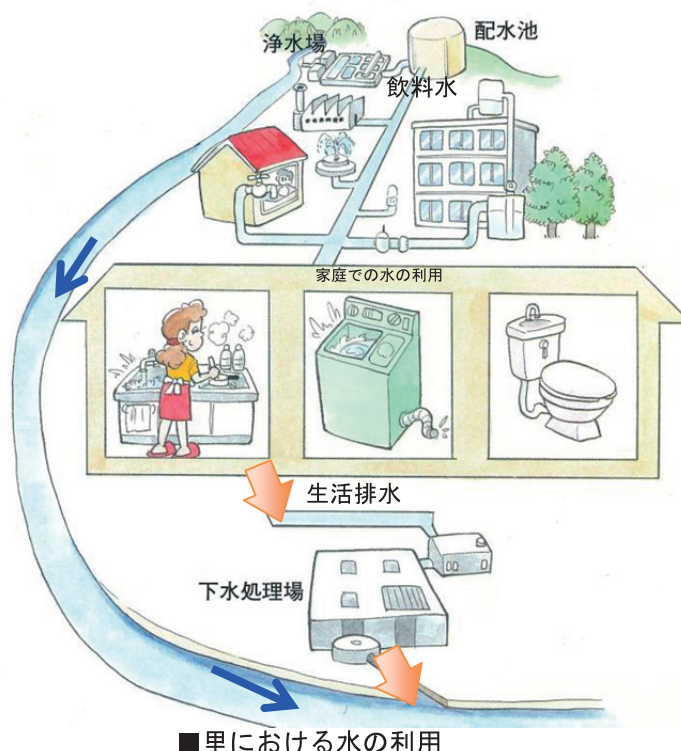 浄水場
配水池
飲料水
家庭での水の利用
生活排水
下水処理場
■里における水の利用